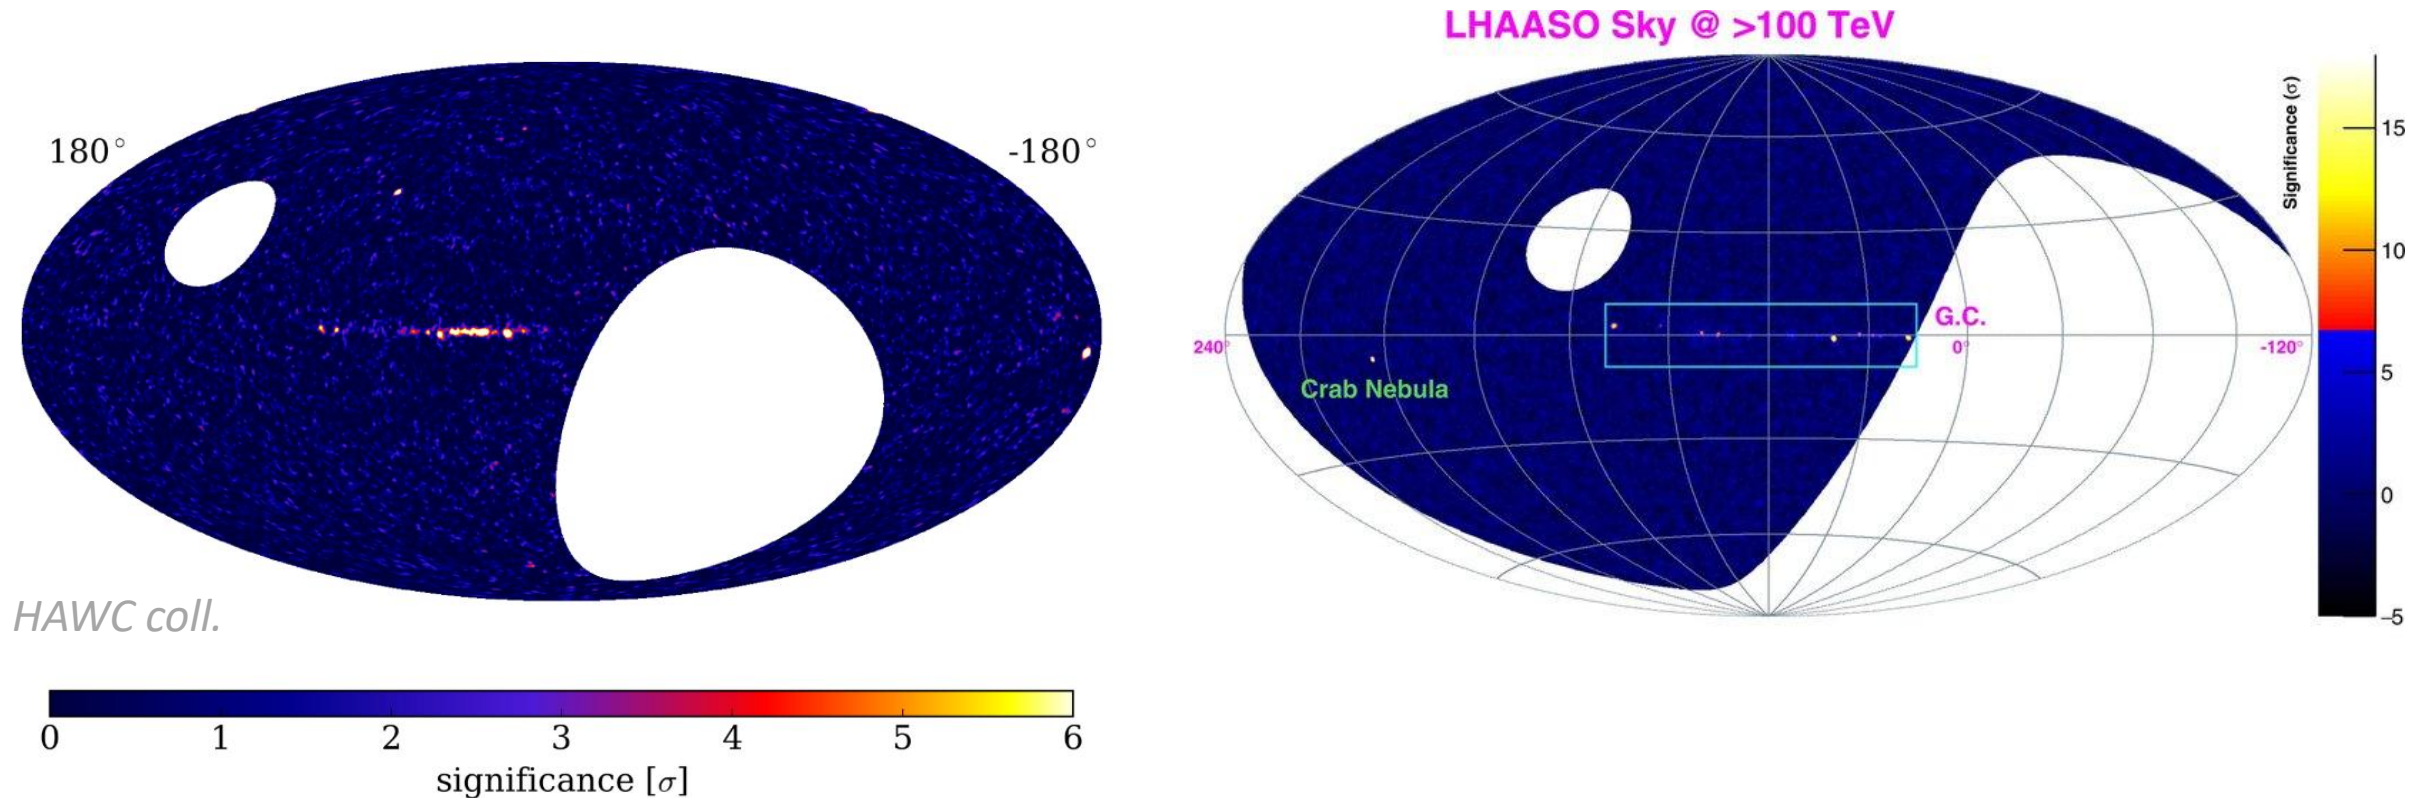 LHAASO Sky @ >100 TeV
180°
-180°
Significance (σ)
15
10
5
0
-5
G.C.
240°
0°
-120°
Crab Nebula
HAWC coll.
0 1 2 3 4 5 6
significance [σ]